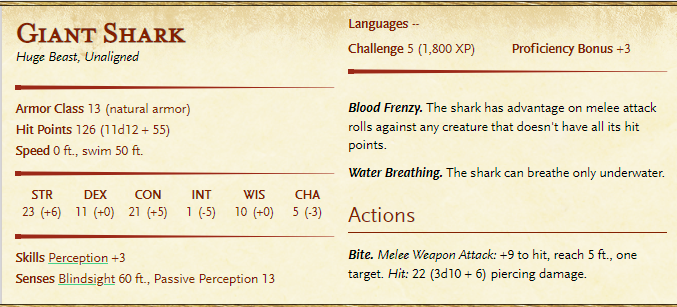 GIANT SHARK
Huge Beast, Unaligned
Armor Class 13 (natural armor)
Hit Points 126 (11d12 + 55)
Speed 0 ft., swim 50 ft.
STR DEX CON INT WIS CHA
23 (+6) 11 (+0) 21 (+5) 1 (-5) 10 (+0) 5 (-3)
Skills Perception +3
Senses Blindsight 60 ft., Passive Perception 13
Languages --
Challenge 5 (1,800 XP) Proficiency Bonus +3
Blood Frenzy. The shark has advantage on melee attack
rolls against any creature that doesn't have all its hit
points.
Water Breathing. The shark can breathe only underwater.
Actions
Bite. Melee Weapon Attack: +9 to hit, reach 5 ft., one
target. Hit: 22 (3d10 + 6) piercing damage.